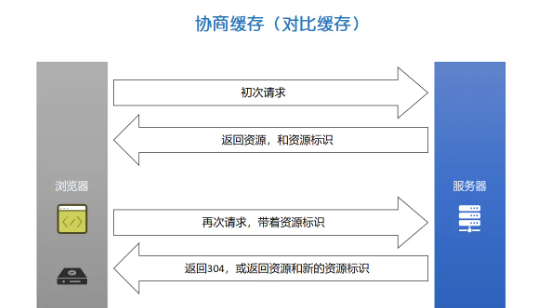 协商缓存（对比缓存）
初次请求
返回资源，和资源标识
浏览器
服务器
再次请求，带着资源标识
返回304，或返回资源和新的资源标识